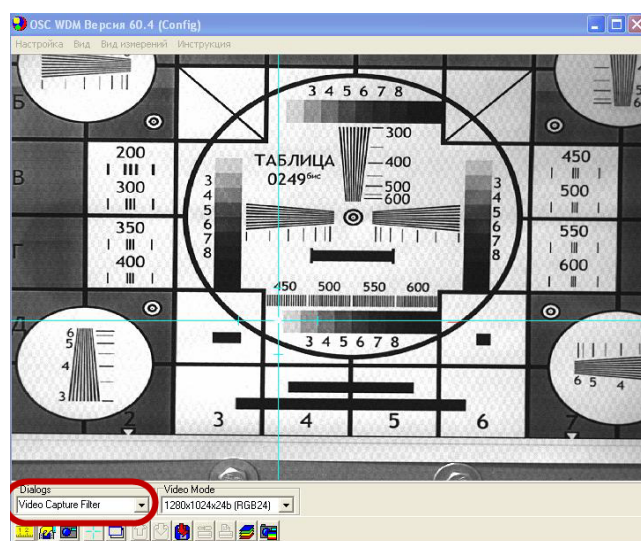 OSC WDM Версия 60.4 (Config)
Настройка Вид Вид измерений Инструкция
3 4 5 6 7 8
Б
300
200
ТАБЛИЦА
400
450
0249бис
В
300
3
4
5
6
7
8
500
600
3
4
5
6
7
8
500
350
550
Г
400
600
450 500 550 600
Д
6
5
4
3
3 4 5 6 7 8
6 5 4
2 3 4 5 6 7
Dialogs
Video Capture Filter
Video Mode
1280x1024x24b (RGB24)